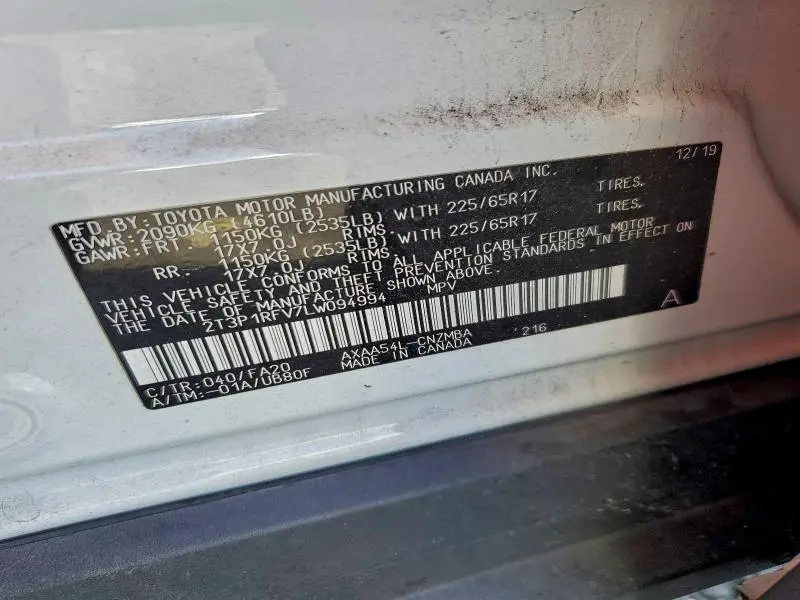 MFD.BY:TOYOTA MOTOR MANUFACTURING CANADA INC. 12/19
GVWR:2090KG (4610LB)
GAWR:FRT. 1150KG (2535LB) WITH 225/65R17 TIRES,
17X7.0J RIMS,
RR. 1150KG (2535LB) WITH 225/65R17 TIRES,
17X7.0J RIMS,
THIS VEHICLE CONFORMS TO ALL APPLICABLE FEDERAL MOTOR
VEHICLE SAFETY AND THEFT PREVENTION STANDARDS IN EFFECT ON
THE DATE OF MANUFACTURE SHOWN ABOVE.
2T3P1RFV7LW094994 MPV
A
C/TR:040/FA20 AXAA54L-CNZMBA 216
A/TM:-01A/UB80F MADE IN CANADA